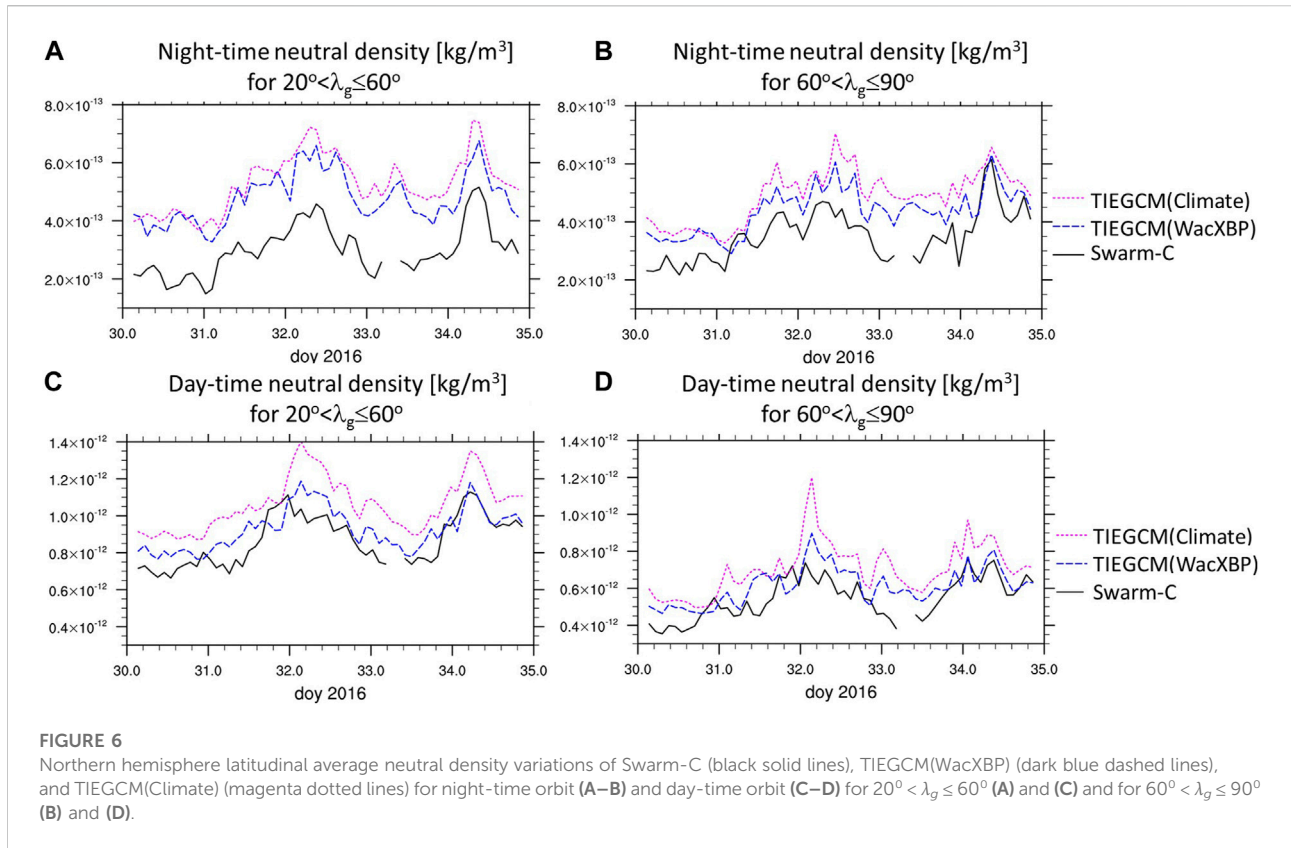 A
Night-time neutral density [kg/m³]
for 20°<λg≤60°
8.0×10⁻¹³
6.0×10⁻¹³
4.0×10⁻¹³
2.0×10⁻¹³
30.0 31.0 32.0 33.0 34.0 35.0
doy 2016
B
Night-time neutral density [kg/m³]
for 60°<λg≤90°
8.0×10⁻¹³
6.0×10⁻¹³
4.0×10⁻¹³
2.0×10⁻¹³
30.0 31.0 32.0 33.0 34.0 35.0
doy 2016
TIEGCM(Climate)
TIEGCM(WacXBP)
Swarm-C
C
Day-time neutral density [kg/m³]
for 20°<λg≤60°
1.4×10⁻¹²
1.2×10⁻¹²
1.0×10⁻¹²
0.8×10⁻¹²
0.6×10⁻¹²
0.4×10⁻¹²
30.0 31.0 32.0 33.0 34.0 35.0
doy 2016
D
Day-time neutral density [kg/m³]
for 60°<λg≤90°
1.4×10⁻¹²
1.2×10⁻¹²
1.0×10⁻¹²
0.8×10⁻¹²
0.6×10⁻¹²
0.4×10⁻¹²
30.0 31.0 32.0 33.0 34.0 35.0
doy 2016
TIEGCM(Climate)
TIEGCM(WacXBP)
Swarm-C
FIGURE 6
Northern hemisphere latitudinal average neutral density variations of Swarm-C (black solid lines), TIEGCM(WacXBP) (dark blue dashed lines),
and TIEGCM(Climate) (magenta dotted lines) for night-time orbit (A–B) and day-time orbit (C–D) for 20⁰ < λg ≤ 60⁰ (A) and (C) and for 60⁰ < λg ≤ 90⁰
(B) and (D).